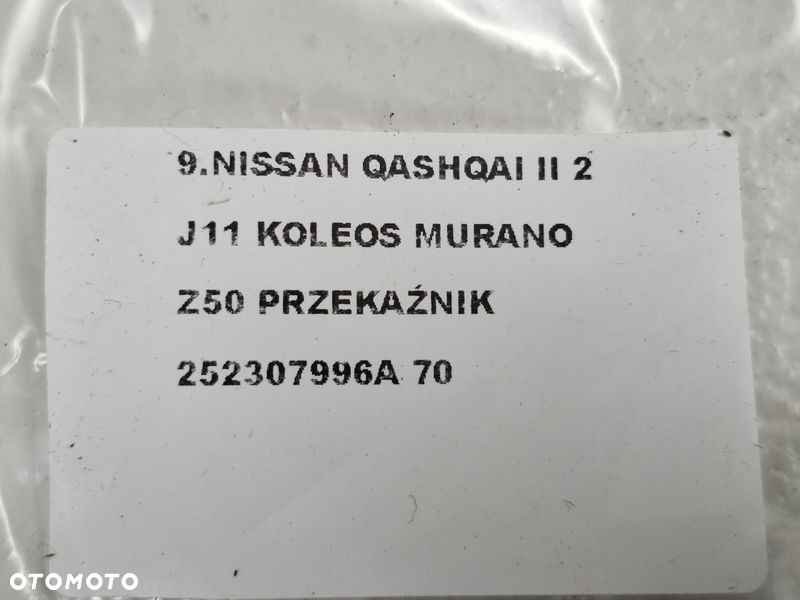 9.NISSAN QASHQAI II 2
J11 KOLEOS MURANO
Z50 PRZEKAŹNIK
252307996A 70
OTOMOTO